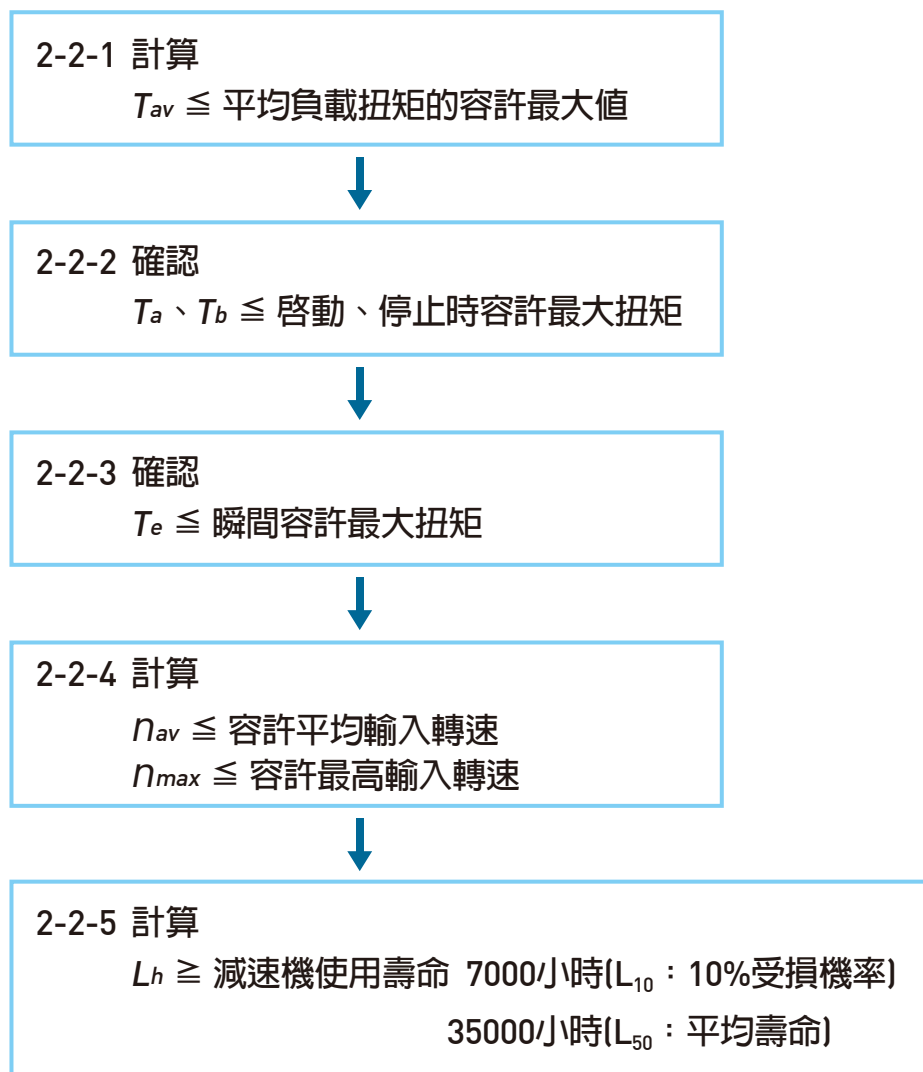 2-2-1 計算
Tav ≦ 平均負載扭矩的容許最大值
2-2-2 確認
Ta、Tb ≦ 啓動、停止時容許最大扭矩
2-2-3 確認
Te ≦ 瞬間容許最大扭矩
2-2-4 計算
nav ≦ 容許平均輸入轉速
nmax ≦ 容許最高輸入轉速
2-2-5 計算
Lh ≧ 減速機使用壽命 7000小時(L₁₀：10%受損機率)
35000小時(L₅₀：平均壽命)